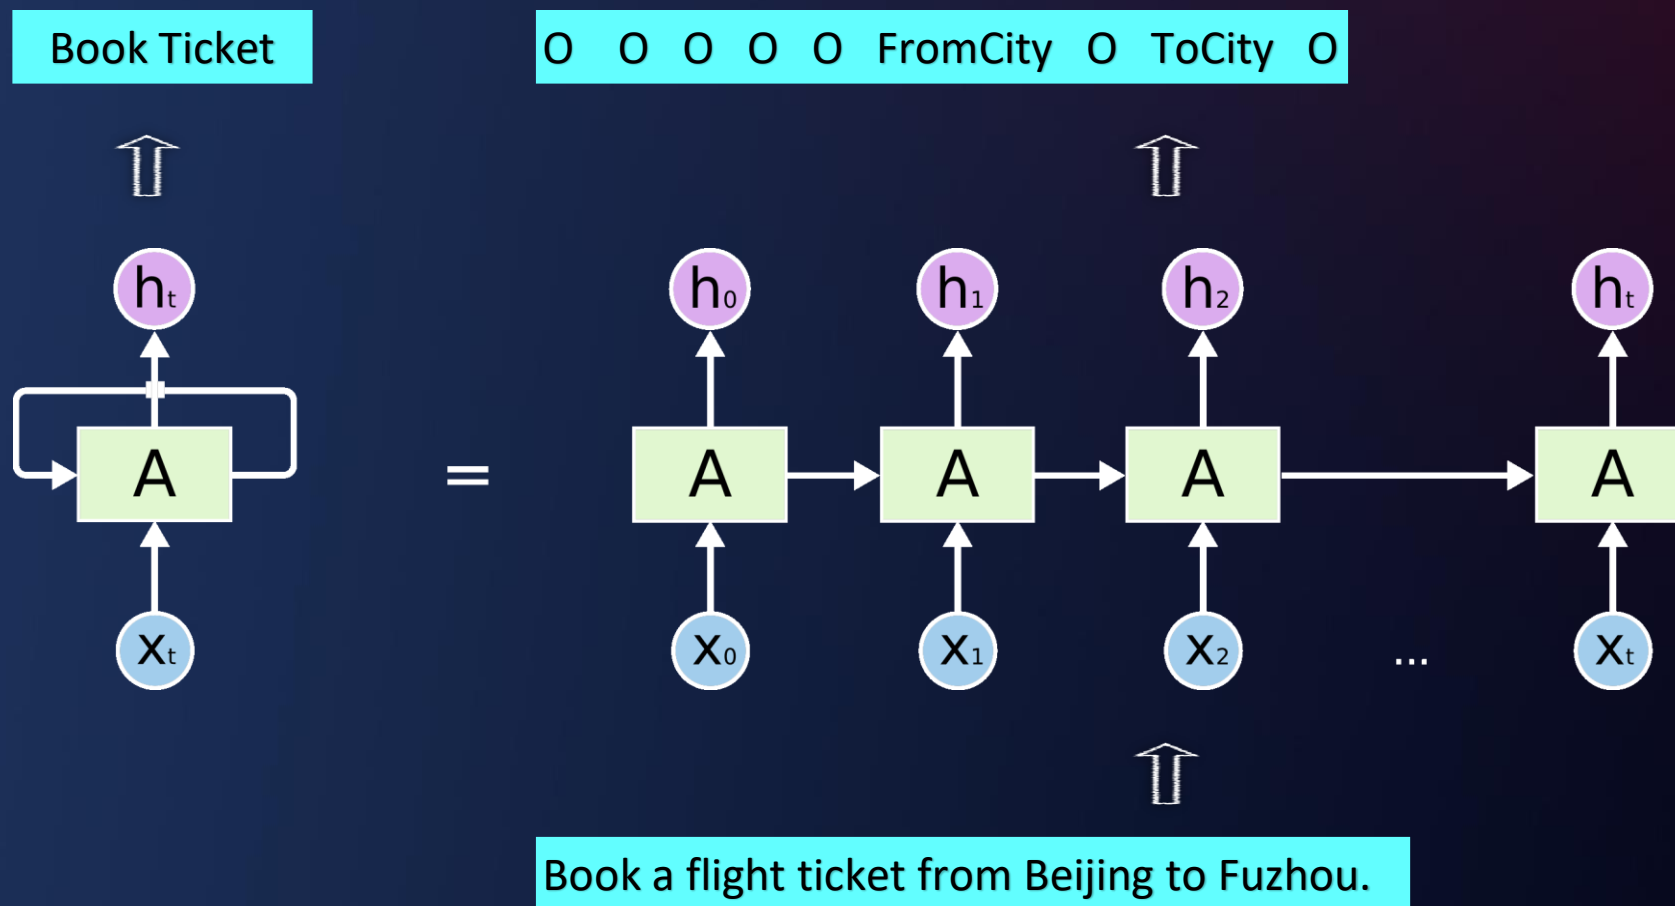 Book Ticket
O O O O O FromCity O ToCity O
ht
h0 h1 h2 ht
A
=
A A A A
xt
x0 x1 x2 ... xt
Book a flight ticket from Beijing to Fuzhou.